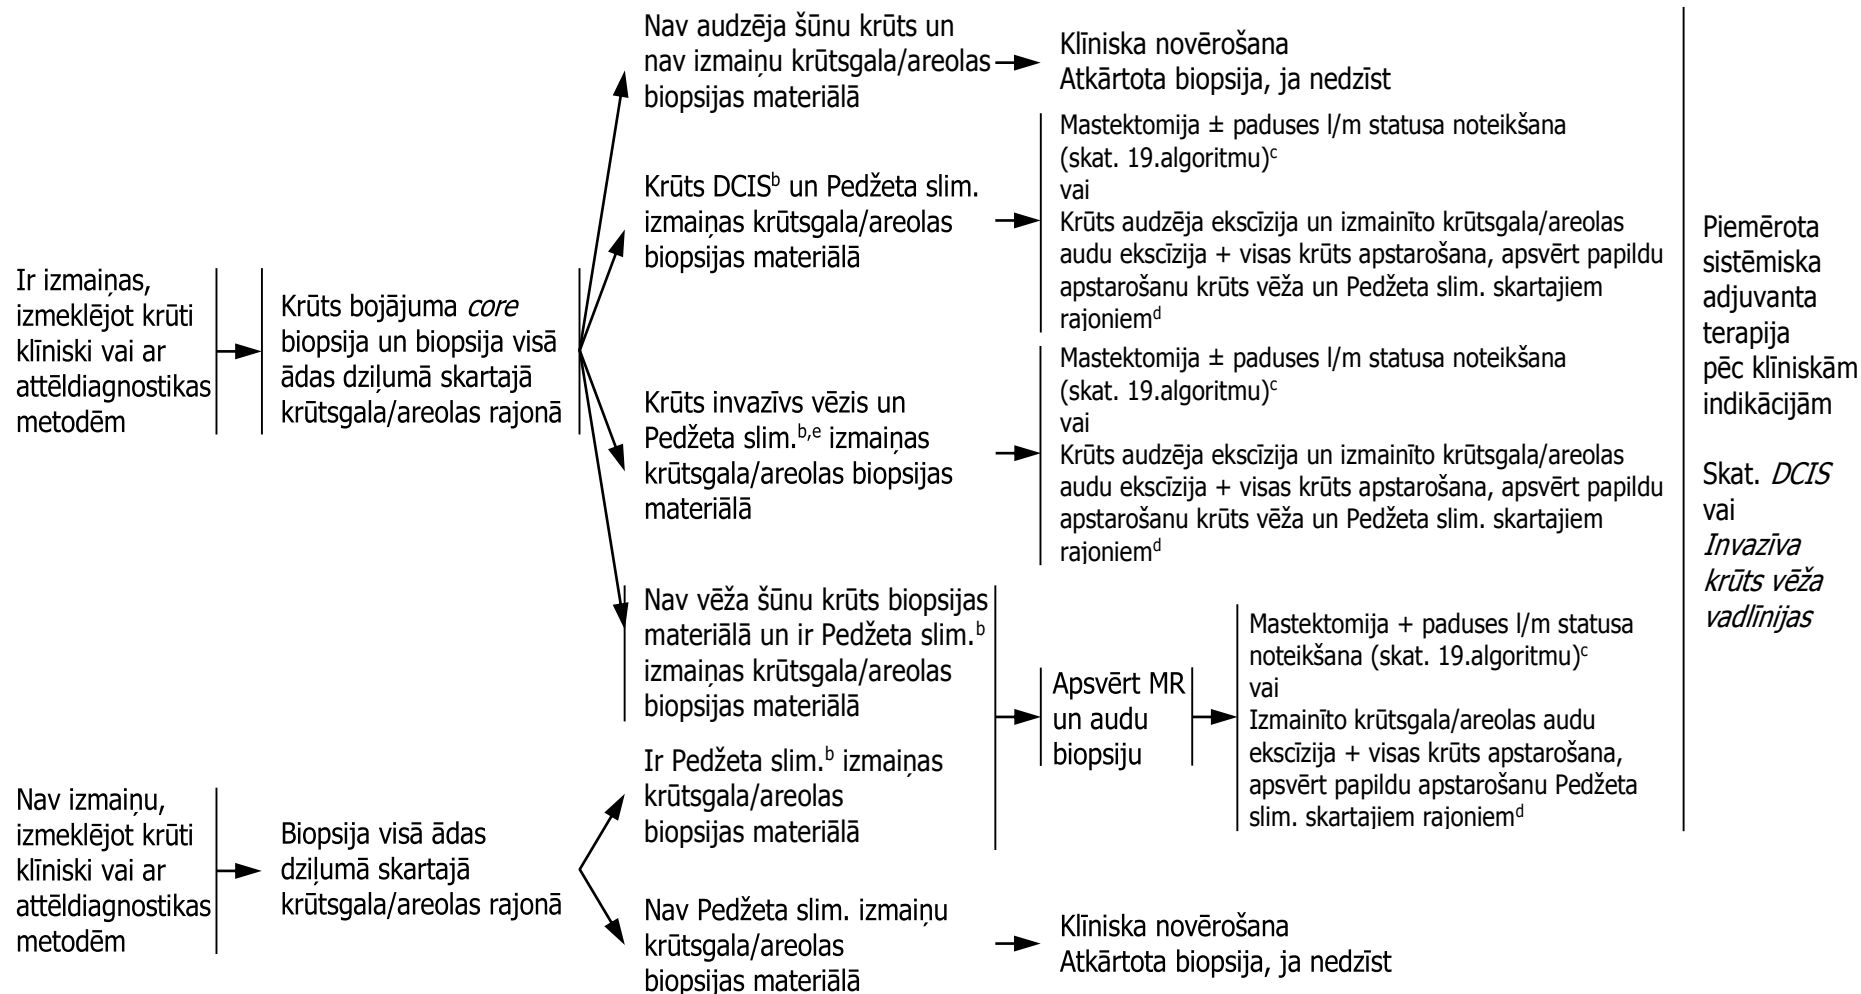 Ir izmaiņas,
izmeklējot krūti
klīniski vai ar
attēldiagnostikas
metodēm
Krūts bojājuma core
biopsija un biopsija visā
ādas dziļumā skartajā
krūtsgala/areolas rajonā
Nav audzēja šūnu krūts un
nav izmaiņu krūtsgala/areolas
biopsijas materiālā
Klīniska novērošana
Atkārtota biopsija, ja nedzīst
Krūts DCISᵇ un Pedžeta slim.
izmaiņas krūtsgala/areolas
biopsijas materiālā
Mastektomija ± paduses l/m statusa noteikšana
(skat. 19.algoritmu)ᶜ
vai
Krūts audzēja ekscīzija un izmainīto krūtsgala/areolas
audu ekscīzija + visas krūts apstarošana, apsvērt papildu
apstarošanu krūts vēža un Pedžeta slim. skartajiem
rajoniemᵈ
Krūts invazīvs vēzis un
Pedžeta slim.ᵇ,ᵉ izmaiņas
krūtsgala/areolas biopsijas
materiālā
Mastektomija ± paduses l/m statusa noteikšana
(skat. 19.algoritmu)ᶜ
vai
Krūts audzēja ekscīzija un izmainīto krūtsgala/areolas
audu ekscīzija + visas krūts apstarošana, apsvērt papildu
apstarošanu krūts vēža un Pedžeta slim. skartajiem
rajoniemᵈ
Nav vēža šūnu krūts biopsijas
materiālā un ir Pedžeta slim.ᵇ
izmaiņas krūtsgala/areolas
biopsijas materiālā
Nav izmaiņu,
izmeklējot krūti
klīniski vai ar
attēldiagnostikas
metodēm
Biopsija visā ādas
dziļumā skartajā
krūtsgala/areolas rajonā
Ir Pedžeta slim.ᵇ izmaiņas
krūtsgala/areolas
biopsijas materiālā
Apsvērt MR
un audu
biopsiju
Mastektomija + paduses l/m statusa
noteikšana (skat. 19.algoritmu)ᶜ
vai
Izmainīto krūtsgala/areolas audu
ekscīzija + visas krūts apstarošana,
apsvērt papildu apstarošanu Pedžeta
slim. skartajiem rajoniemᵈ
Nav Pedžeta slim. izmaiņu
krūtsgala/areolas
biopsijas materiālā
Klīniska novērošana
Atkārtota biopsija, ja nedzīst
Piemērota
sistēmiska
adjuvanta
terapija
pēc klīniskām
indikācijām
Skat. DCIS
vai
Invazīva
krūts vēža
vadlīnijas